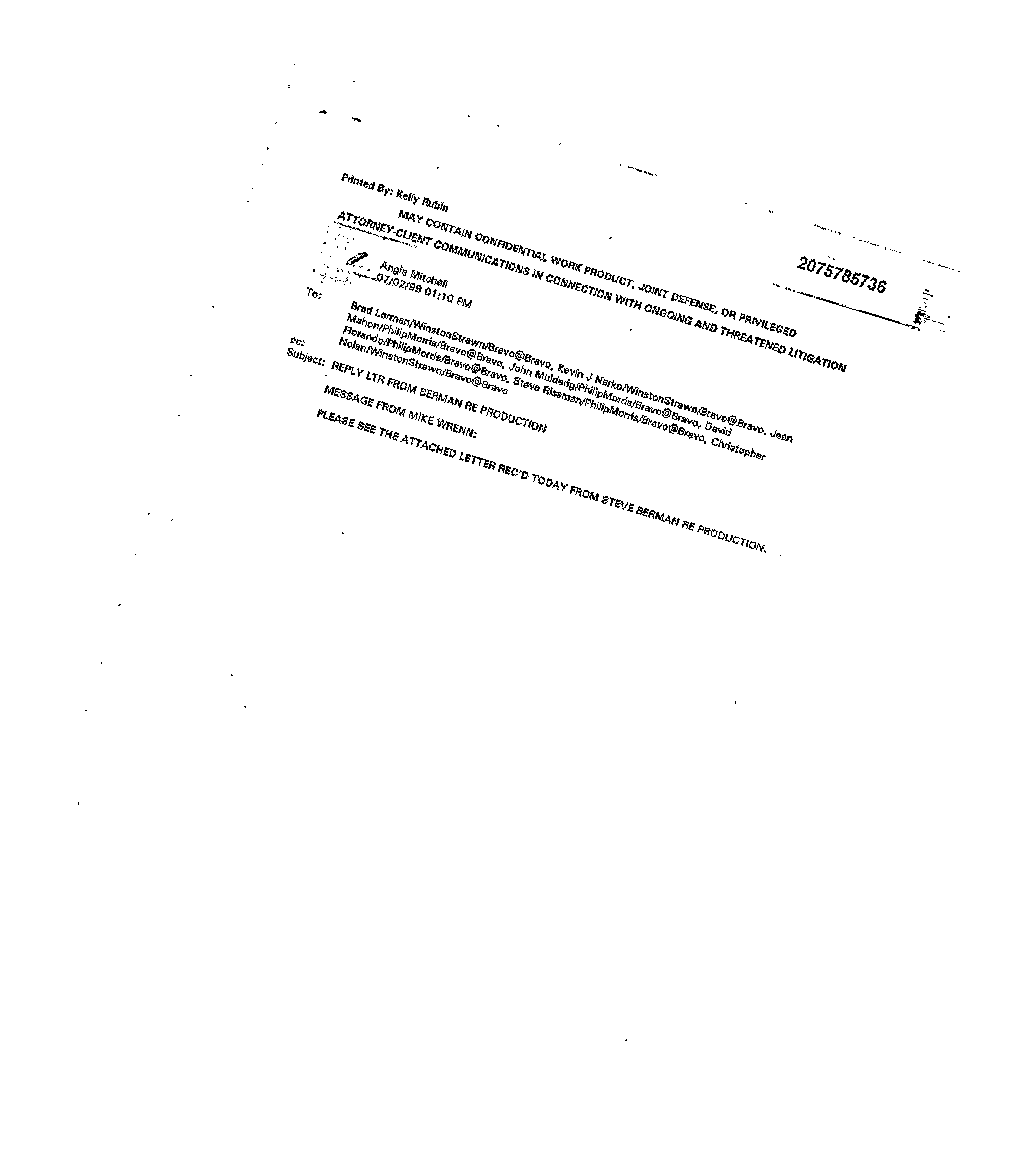 Printed By: Kelly Rubin
MAY CONTAIN CONFIDENTIAL WORK PRODUCT, JOINT DEFENSE, OR PRIVILEGED
ATTORNEY-CLIENT COMMUNICATIONS IN CONNECTION WITH ONGOING AND THREATENED LITIGATION
2075785736
Angie Mitchell
07/02/99 01:10 PM
To:
Brad Lerman/WinstonStrawn/Bravo@Bravo, Kevin J Narko/WinstonStrawn/Bravo@Bravo, Jean
Mahon/PhilipMorris/Bravo@Bravo, John Mulderig/PhilipMorris/Bravo@Bravo, David
Florando/PhilipMorris/Bravo@Bravo, Steve Rissman/PhilipMorris/Bravo@Bravo, Christopher
Nolan/WinstonStrawn/Bravo@Bravo
cc:
Subject: REPLY LTR FROM BERMAN RE PRODUCTION
MESSAGE FROM MIKE WRENN:
PLEASE SEE THE ATTACHED LETTER REC'D TODAY FROM STEVE BERMAN RE PRODUCTION.